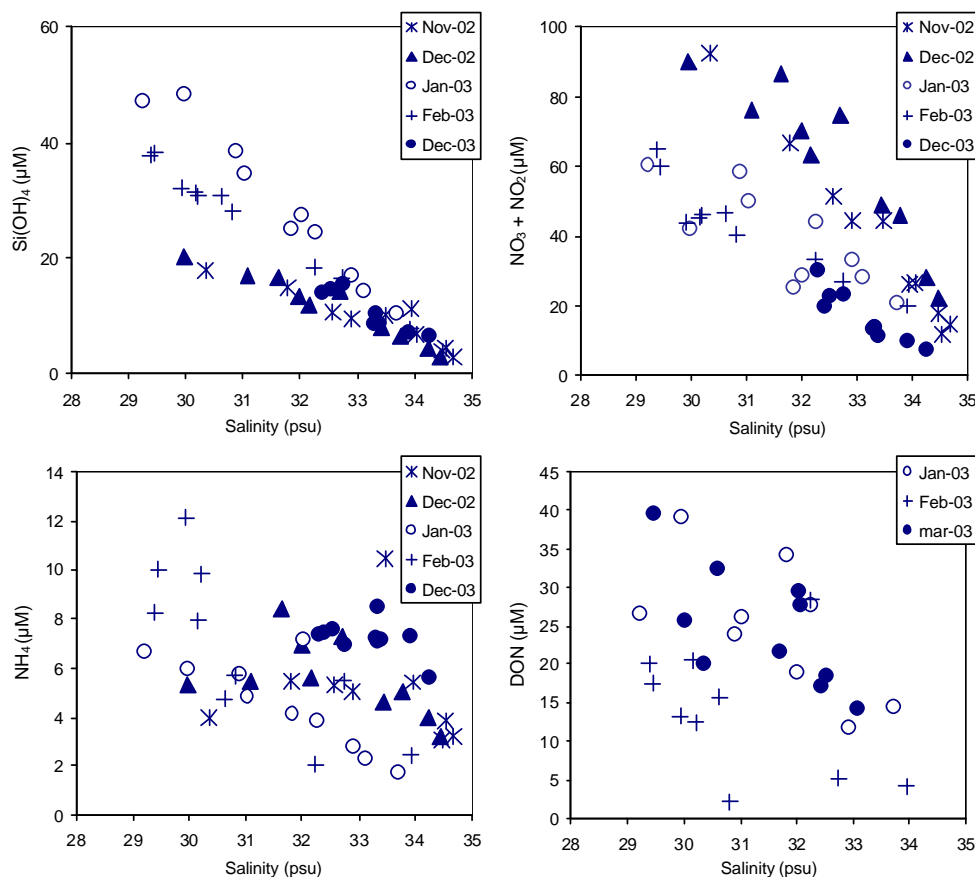 60
40
20
0
28 29 30 31 32 33 34 35
Salinity (psu)
Si(OH)4 (µM)
Nov-02
Dec-02
Jan-03
Feb-03
Dec-03
100
80
60
40
20
0
28 29 30 31 32 33 34 35
Salinity (psu)
NO3 + NO2 (µM)
Nov-02
Dec-02
Jan-03
Feb-03
Dec-03
14
12
10
8
6
4
2
0
28 29 30 31 32 33 34 35
Salinity (psu)
NH4 (µM)
Nov-02
Dec-02
Jan-03
Feb-03
Dec-03
45
40
35
30
25
20
15
10
5
0
28 29 30 31 32 33 34 35
Salinity (psu)
DON (µM)
Jan-03
Feb-03
mar-03